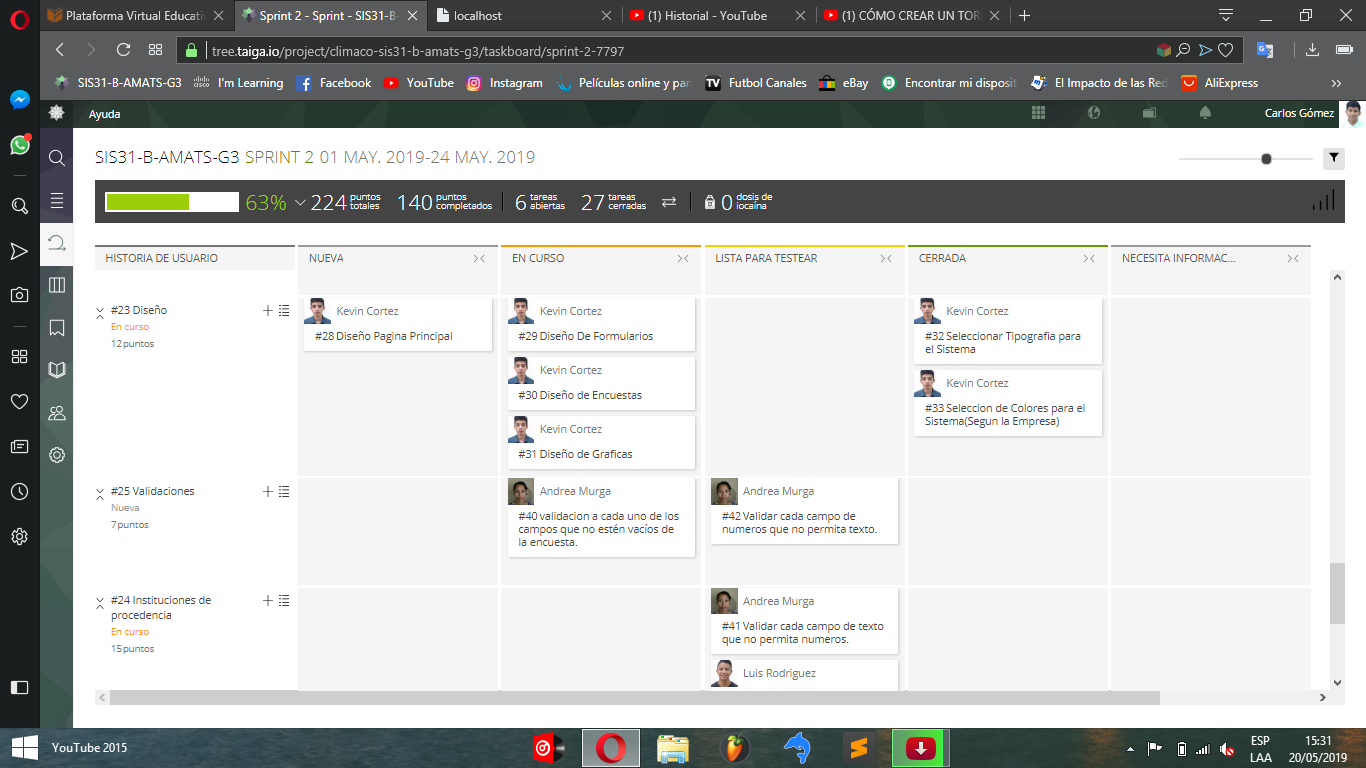 Plataforma Virtual Educativ
Sprint 2 - Sprint - SIS31-B-
localhost
(1) Historial - YouTube
(1) CÓMO CREAR UN TOR
tree.taiga.io/project/climaco-sis31-b-amats-g3/taskboard/sprint-2-7797
SIS31-B-AMATS-G3
I'm Learning
Facebook
YouTube
Instagram
Películas online y par
Futbol Canales
eBay
Encontrar mi disposit
El Impacto de las Red
AliExpress
Ayuda
Carlos Gómez
SIS31-B-AMATS-G3 SPRINT 2 01 MAY. 2019-24 MAY. 2019
63%
224 puntos totales
140 puntos completados
6 tareas abiertas
27 tareas cerradas
0 dosis de iocaína
HISTORIA DE USUARIO
NUEVA
EN CURSO
LISTA PARA TESTEAR
CERRADA
NECESITA INFORMAC...
#23 Diseño
En curso
12 puntos
Kevin Cortez
#28 Diseño Pagina Principal
Kevin Cortez
#29 Diseño De Formularios
Kevin Cortez
#30 Diseño de Encuestas
Kevin Cortez
#31 Diseño de Graficas
Kevin Cortez
#32 Seleccionar Tipografia para
el Sistema
Kevin Cortez
#33 Seleccion de Colores para el
Sistema(Segun la Empresa)
#25 Validaciones
Nueva
7 puntos
Andrea Murga
#40 validacion a cada uno de los
campos que no estén vacíos de
la encuesta.
Andrea Murga
#42 Validar cada campo de
numeros que no permita texto.
#24 Instituciones de
procedencia
En curso
15 puntos
Andrea Murga
#41 Validar cada campo de texto
que no permita numeros.
Luis Rodriguez
YouTube 2015
ESP
LAA
15:31
20/05/2019